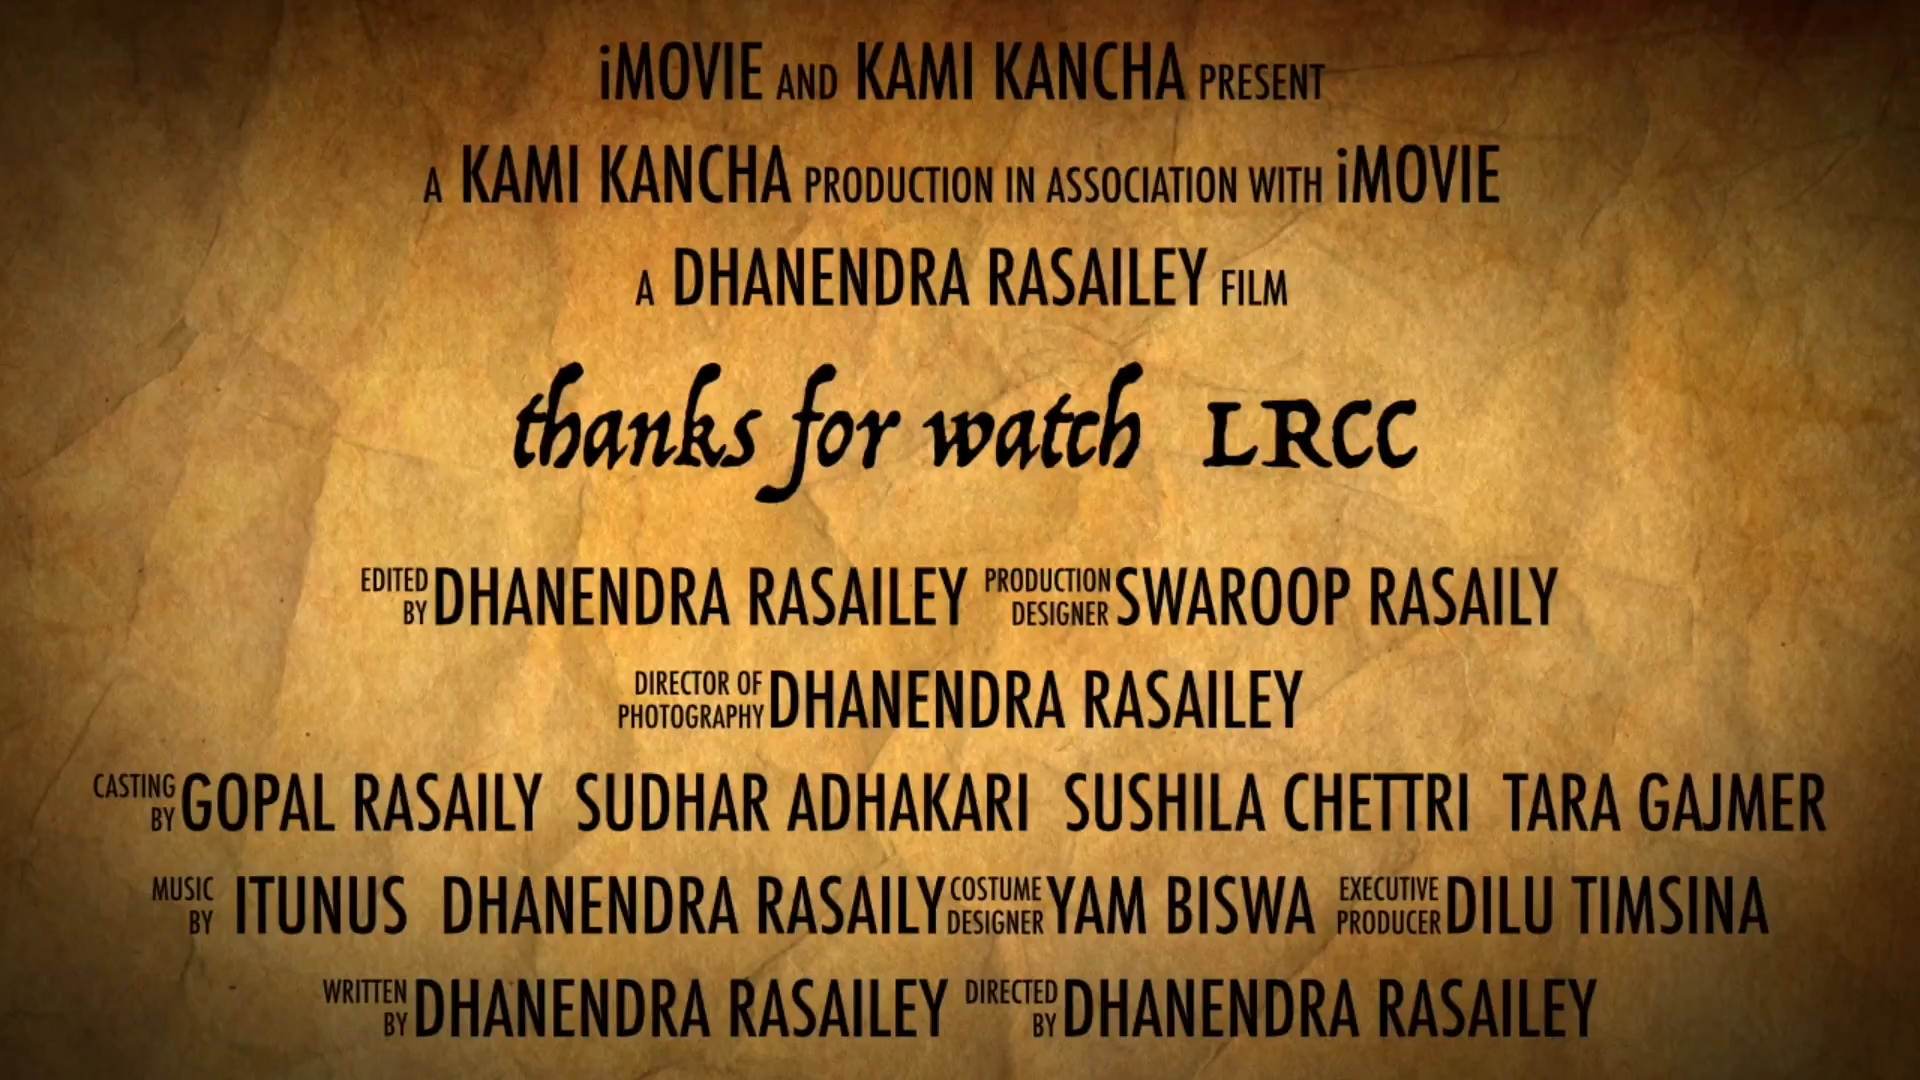 iMOVIE AND KAMI KANCHA PRESENT
A KAMI KANCHA PRODUCTION IN ASSOCIATION WITH iMOVIE
A DHANENDRA RASAILEY FILM
thanks for watch LRCC
EDITED BY DHANENDRA RASAILEY PRODUCTION DESIGNER SWAROOP RASAILY
DIRECTOR OF PHOTOGRAPHY DHANENDRA RASAILEY
CASTING BY GOPAL RASAILY SUDHAR ADHAKARI SUSHILA CHETTRI TARA GAJMER
MUSIC BY ITUNUS DHANENDRA RASAILY COSTUME DESIGNER YAM BISWA EXECUTIVE PRODUCER DILU TIMSINA
WRITTEN BY DHANENDRA RASAILEY DIRECTED BY DHANENDRA RASAILEY